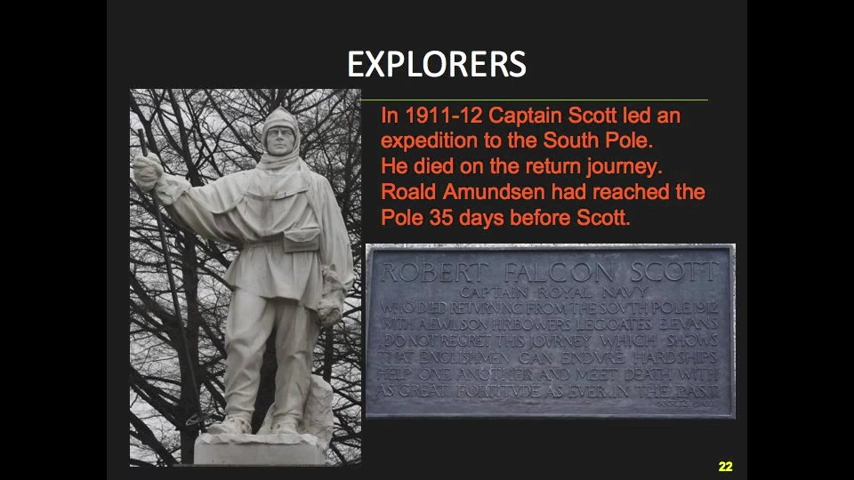 EXPLORERS
In 1911-12 Captain Scott led an
expedition to the South Pole.
He died on the return journey.
Roald Amundsen had reached the
Pole 35 days before Scott.
ROBERT FALCON SCOTT
CAPTAIN ROYAL NAVY
WHO DIED RETURNING FROM THE SOVTH POLE 1912
WITH A.E.WILSON H.R.BOWERS L.E.G.OATES E.EVANS
I DO NOT REGRET THIS JOURNEY WHICH SHOWS
THAT ENGLISHMEN CAN ENDVRE HARDSHIPS
HELP ONE ANOTHER AND MEET DEATH WITH
AS GREAT FORTITVDE AS EVER IN THE PAST
22